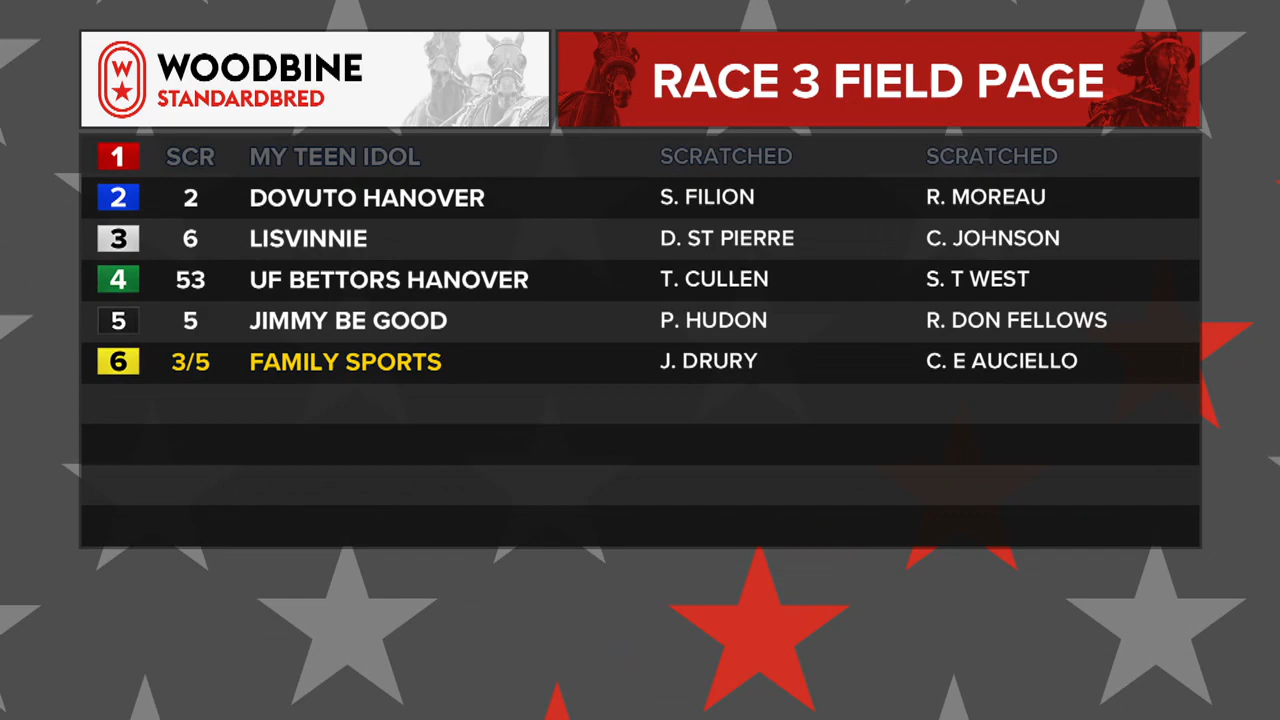 W
WOODBINE
STANDARDBRED
RACE 3 FIELD PAGE
1 SCR MY TEEN IDOL SCRATCHED SCRATCHED
2 2 DOVUTO HANOVER S. FILION R. MOREAU
3 6 LISVINNIE D. ST PIERRE C. JOHNSON
4 53 UF BETTORS HANOVER T. CULLEN S. T WEST
5 5 JIMMY BE GOOD P. HUDON R. DON FELLOWS
6 3/5 FAMILY SPORTS J. DRURY C. E AUCIELLO